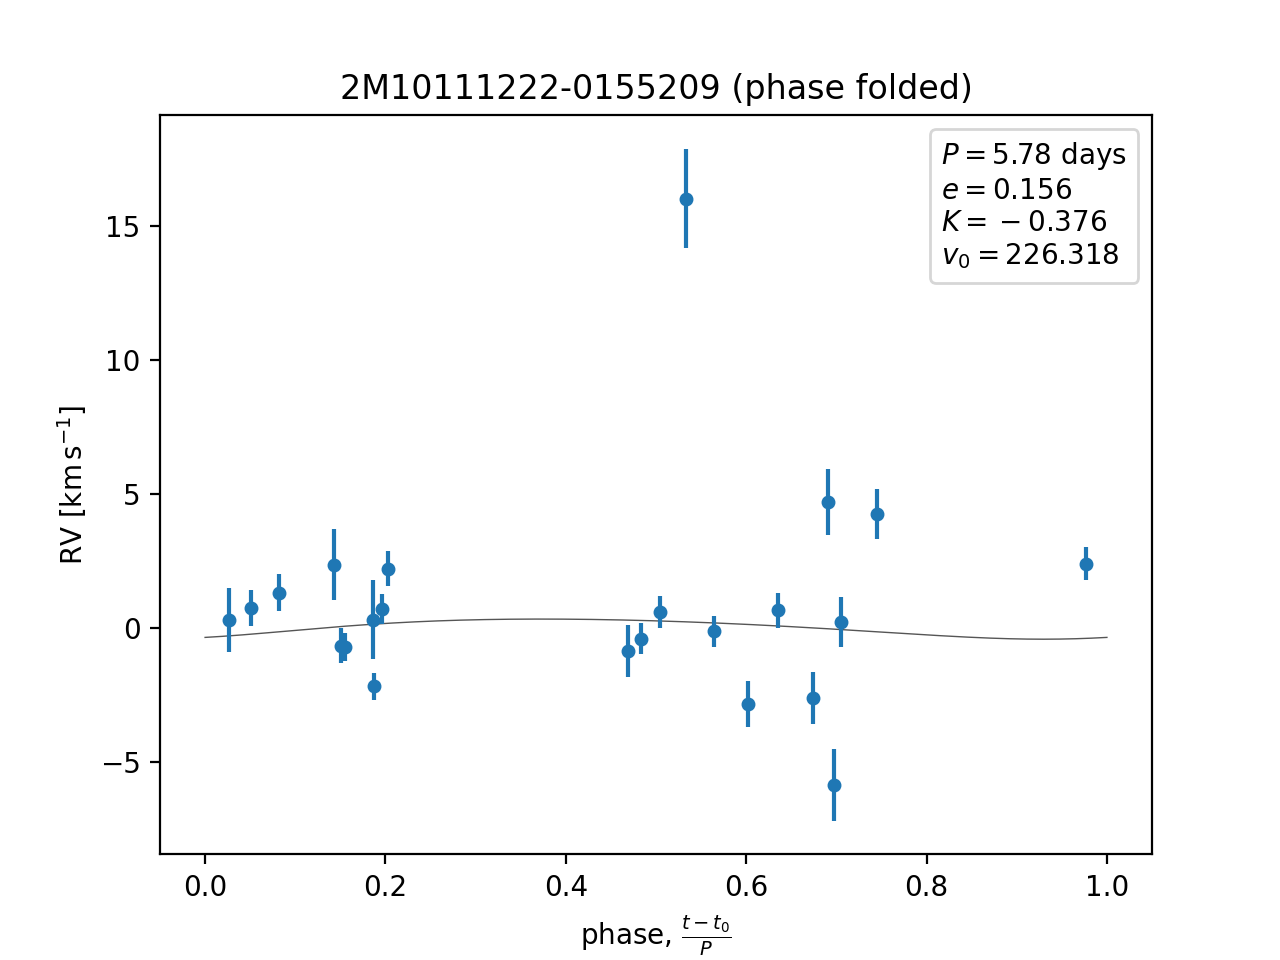 2M10111222-0155209 (phase folded)
P = 5.78 days
e = 0.156
K = −0.376
v₀ = 226.318
RV [km s⁻¹]
15
10
5
0
−5
0.0 0.2 0.4 0.6 0.8 1.0
phase, (t − t₀)/P